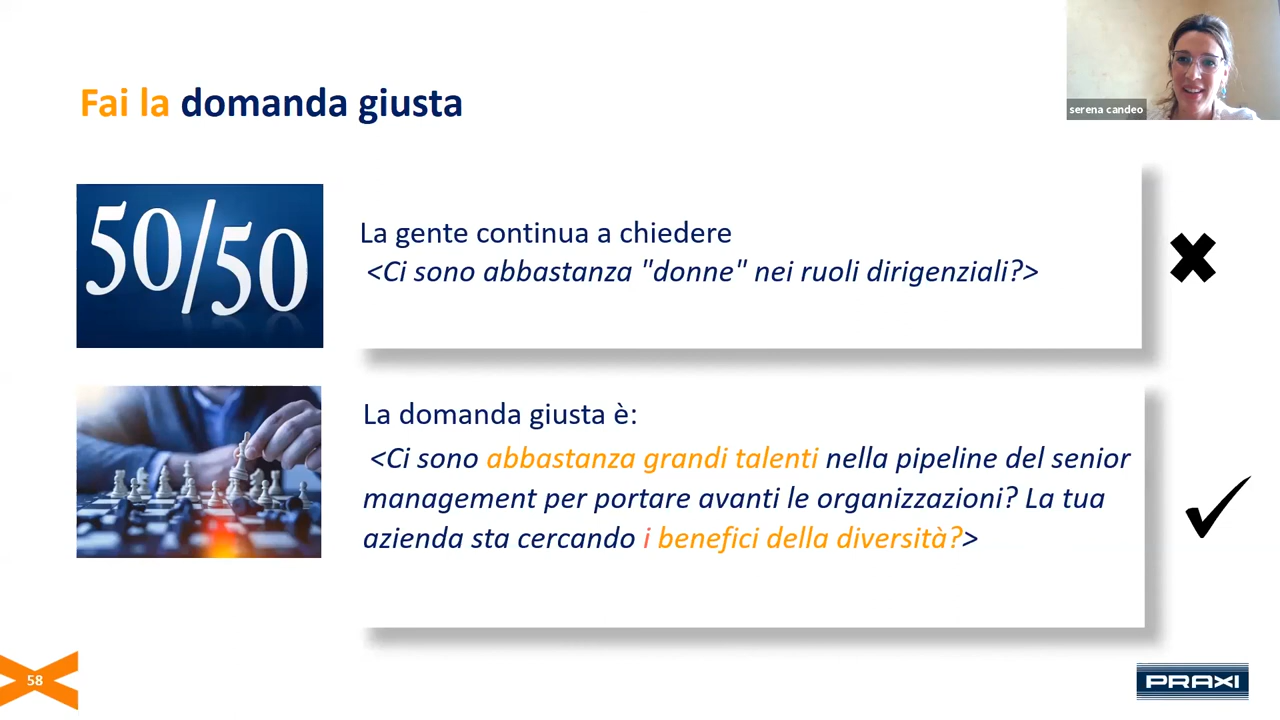 Fai la domanda giusta
serena candeo
50/50
La gente continua a chiedere
<Ci sono abbastanza "donne" nei ruoli dirigenziali?>
La domanda giusta è:
<Ci sono abbastanza grandi talenti nella pipeline del senior
management per portare avanti le organizzazioni? La tua
azienda sta cercando i benefici della diversità?>
58
PRAXI